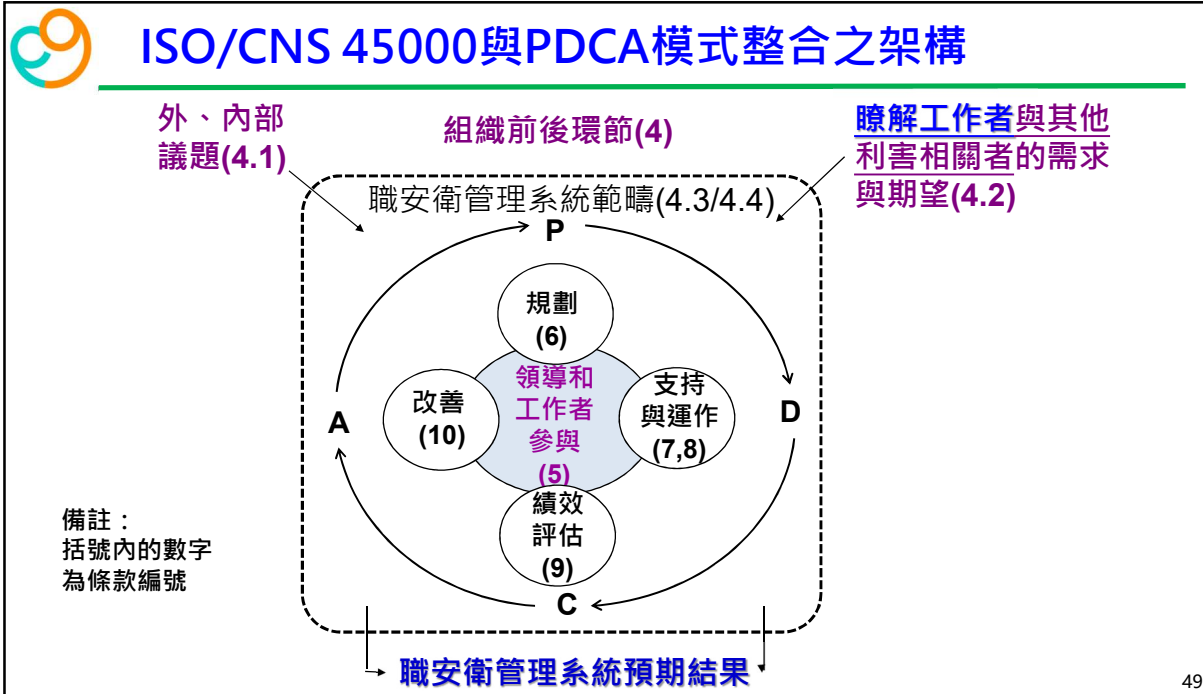 ISO/CNS 45000與PDCA模式整合之架構
外、內部
議題(4.1)
組織前後環節(4)
瞭解工作者與其他
利害相關者的需求
與期望(4.2)
職安衛管理系統範疇(4.3/4.4)
P
規劃
(6)
領導和
工作者
參與
(5)
改善
(10)
支持
與運作
(7,8)
A
D
績效
評估
(9)
C
備註：
括號內的數字
為條款編號
職安衛管理系統預期結果
49